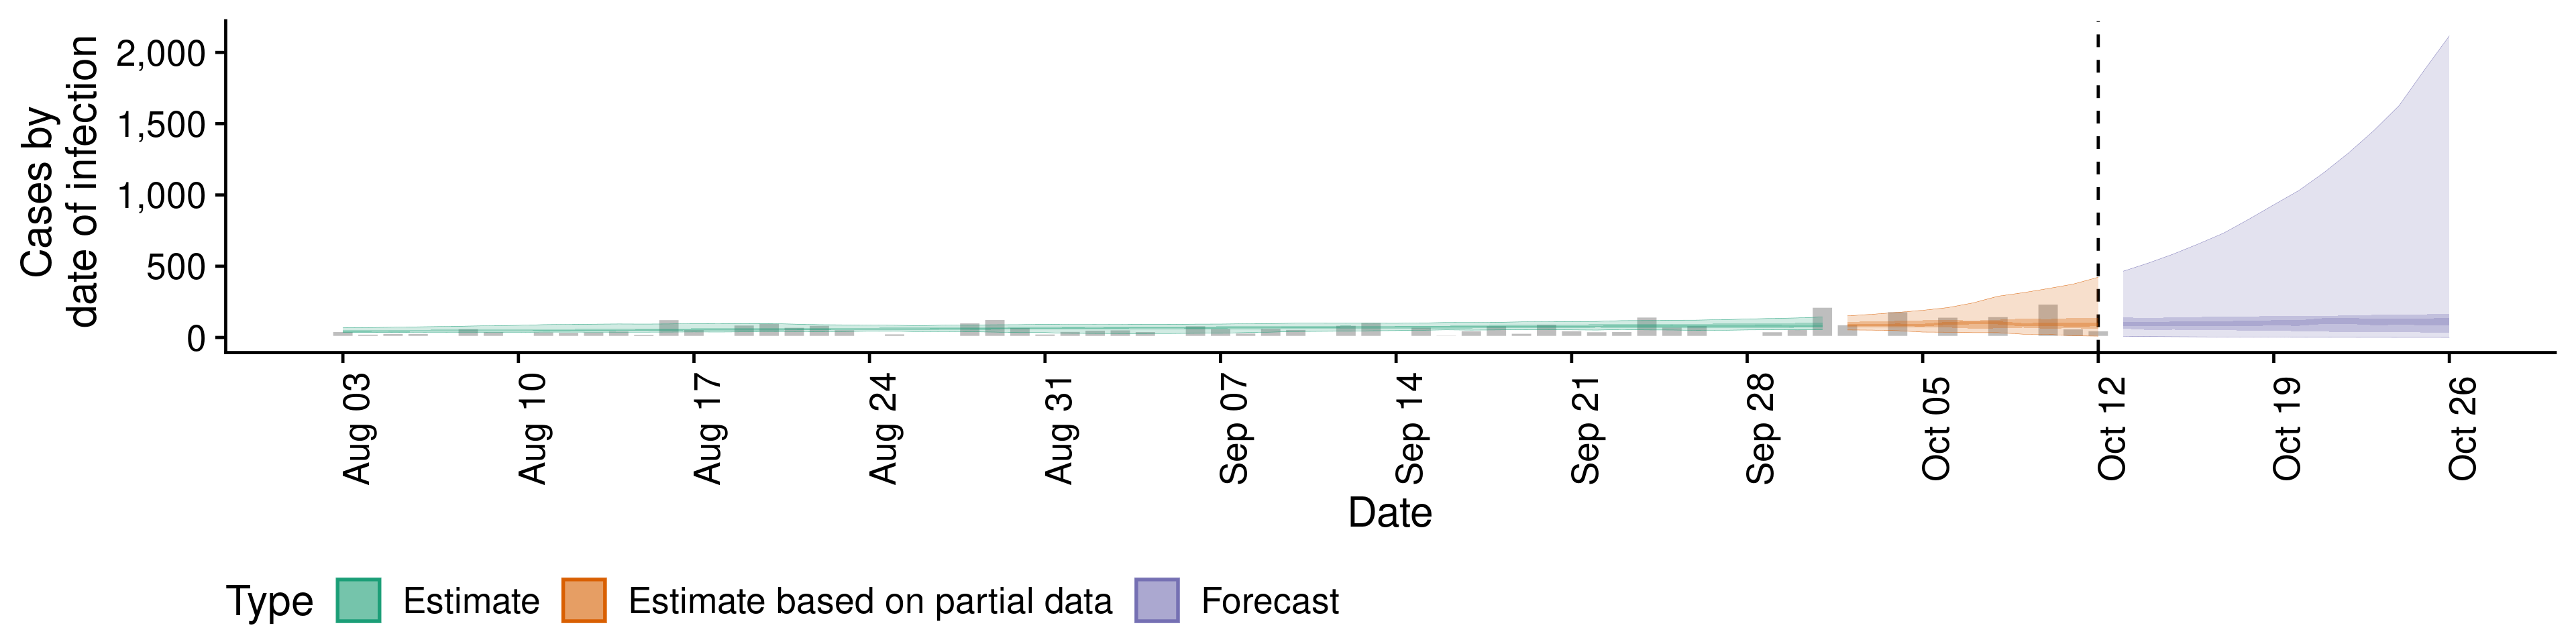 Cases by
date of infection
2,000
1,500
1,000
500
0
Aug 03
Aug 10
Aug 17
Aug 24
Aug 31
Sep 07
Sep 14
Sep 21
Sep 28
Oct 05
Oct 12
Oct 19
Oct 26
Date
Type
Estimate
Estimate based on partial data
Forecast